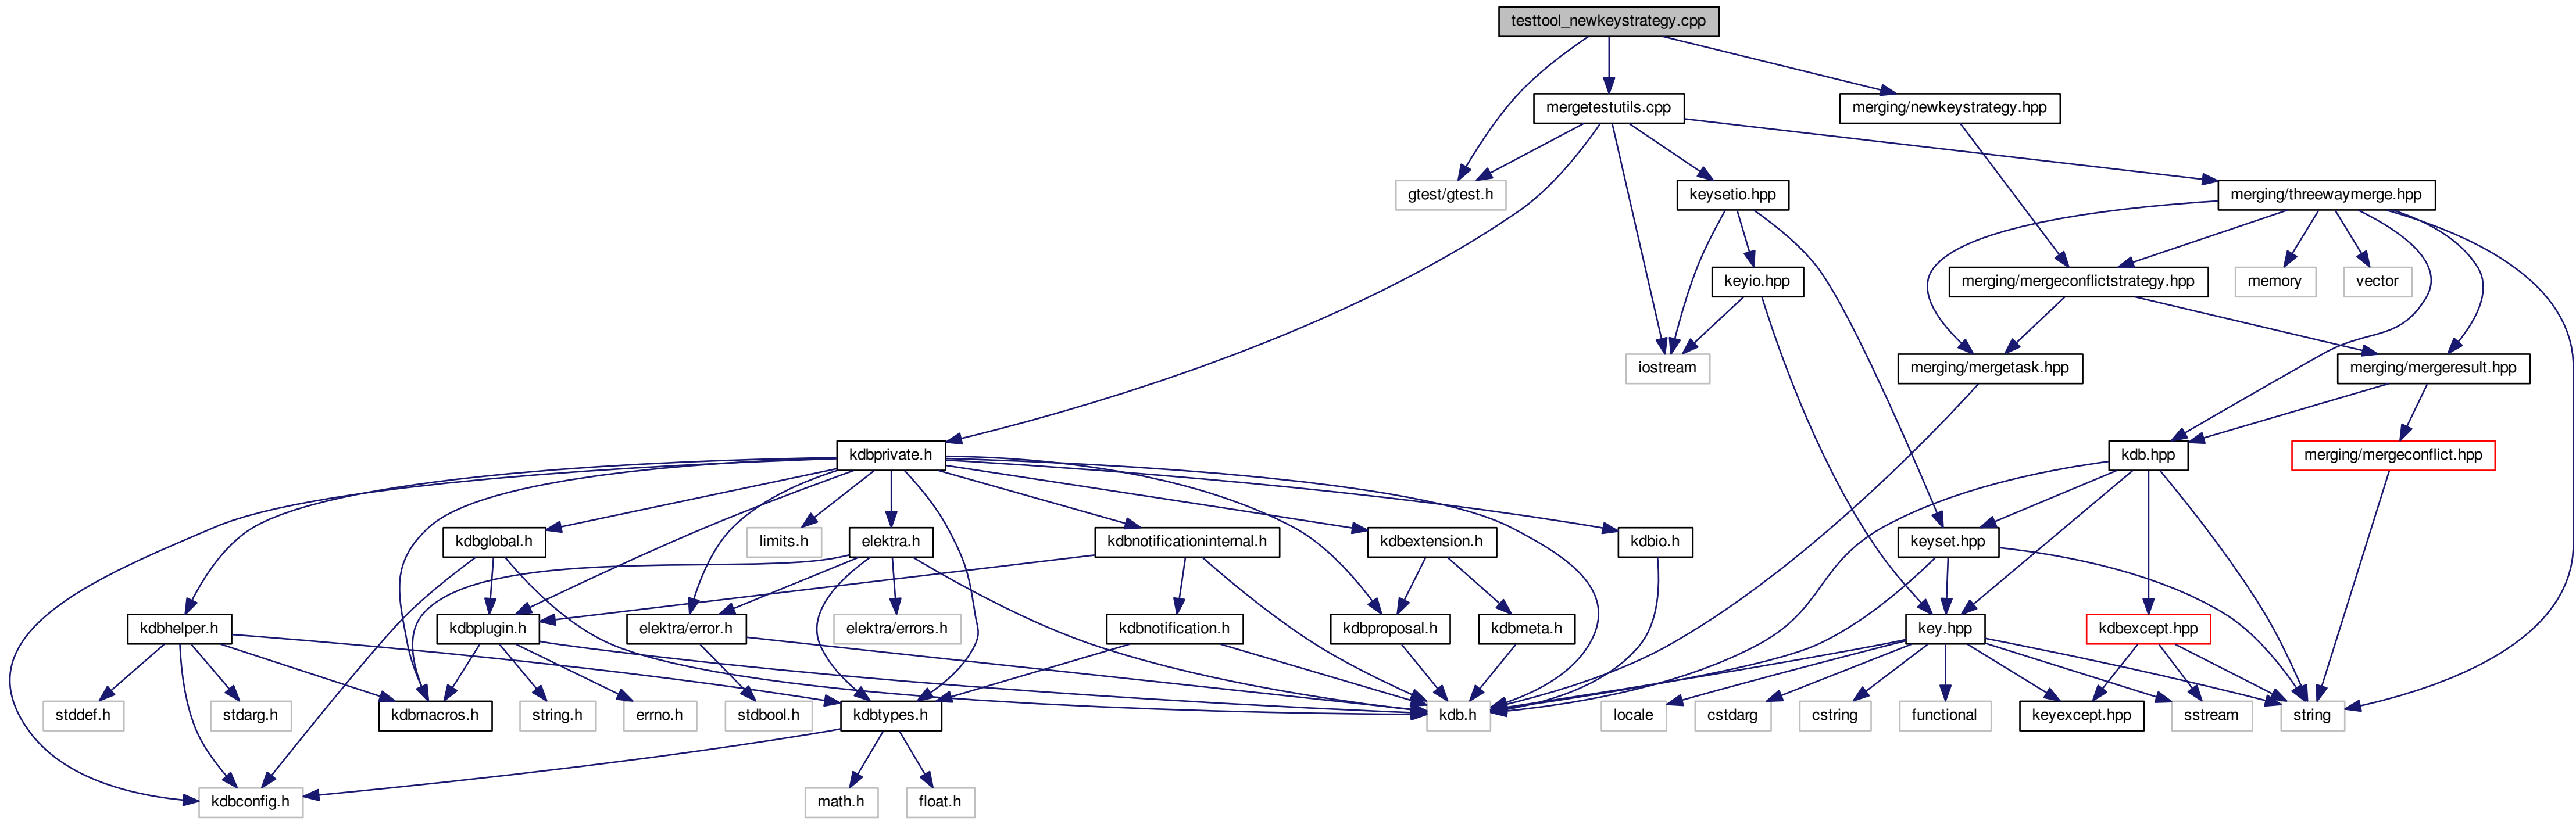 testtool_newkeystrategy.cpp
mergetestutils.cpp
merging/newkeystrategy.hpp
gtest/gtest.h
keysetio.hpp
merging/threewaymerge.hpp
keyio.hpp
merging/mergeconflictstrategy.hpp
memory
vector
iostream
merging/mergetask.hpp
merging/mergeresult.hpp
kdbprivate.h
kdb.hpp
merging/mergeconflict.hpp
kdbglobal.h
limits.h
elektra.h
kdbnotificationinternal.h
kdbextension.h
kdbio.h
keyset.hpp
kdbhelper.h
kdbplugin.h
elektra/error.h
elektra/errors.h
kdbnotification.h
kdbproposal.h
kdbmeta.h
key.hpp
kdbexcept.hpp
stddef.h
stdarg.h
kdbmacros.h
string.h
errno.h
stdbool.h
kdbtypes.h
kdb.h
locale
cstdarg
cstring
functional
keyexcept.hpp
sstream
string
kdbconfig.h
math.h
float.h